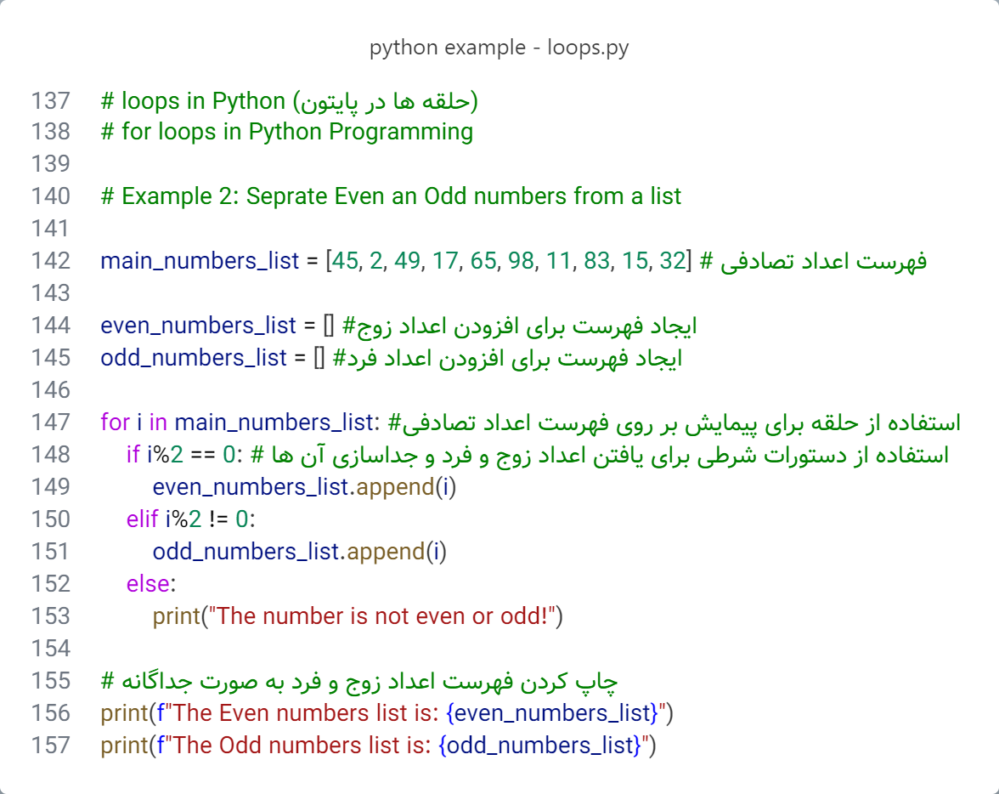 python example - loops.py
137 # loops in Python (حلقه ها در پایتون)
138 # for loops in Python Programming
139
140 # Example 2: Seprate Even an Odd numbers from a list
141
142 main_numbers_list = [45, 2, 49, 17, 65, 98, 11, 83, 15, 32] # فهرست اعداد تصادفی
143
144 even_numbers_list = [] #ایجاد فهرست برای افزودن اعداد زوج
145 odd_numbers_list = [] #ایجاد فهرست برای افزودن اعداد فرد
146
147 for i in main_numbers_list: #استفاده از حلقه برای پیمایش بر روی فهرست اعداد تصادفی
148     if i%2 == 0: # استفاده از دستورات شرطی برای یافتن اعداد زوج و فرد و جداسازی آن ها
149         even_numbers_list.append(i)
150     elif i%2 != 0:
151         odd_numbers_list.append(i)
152     else:
153         print("The number is not even or odd!")
154
155 # چاپ کردن فهرست اعداد زوج و فرد به صورت جداگانه
156 print(f"The Even numbers list is: {even_numbers_list}")
157 print(f"The Odd numbers list is: {odd_numbers_list}")